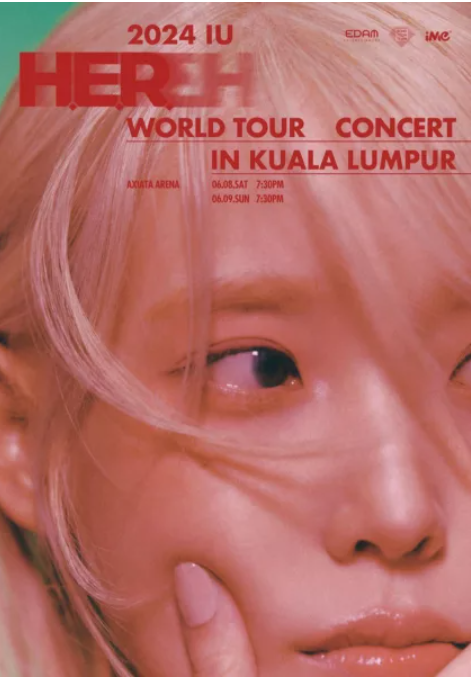 2024 IU
H.E.R.EH
WORLD TOUR CONCERT
IN KUALA LUMPUR
AXIATA ARENA 06.08.SAT 7:30PM
06.09.SUN 7:30PM
EDAM
iMe